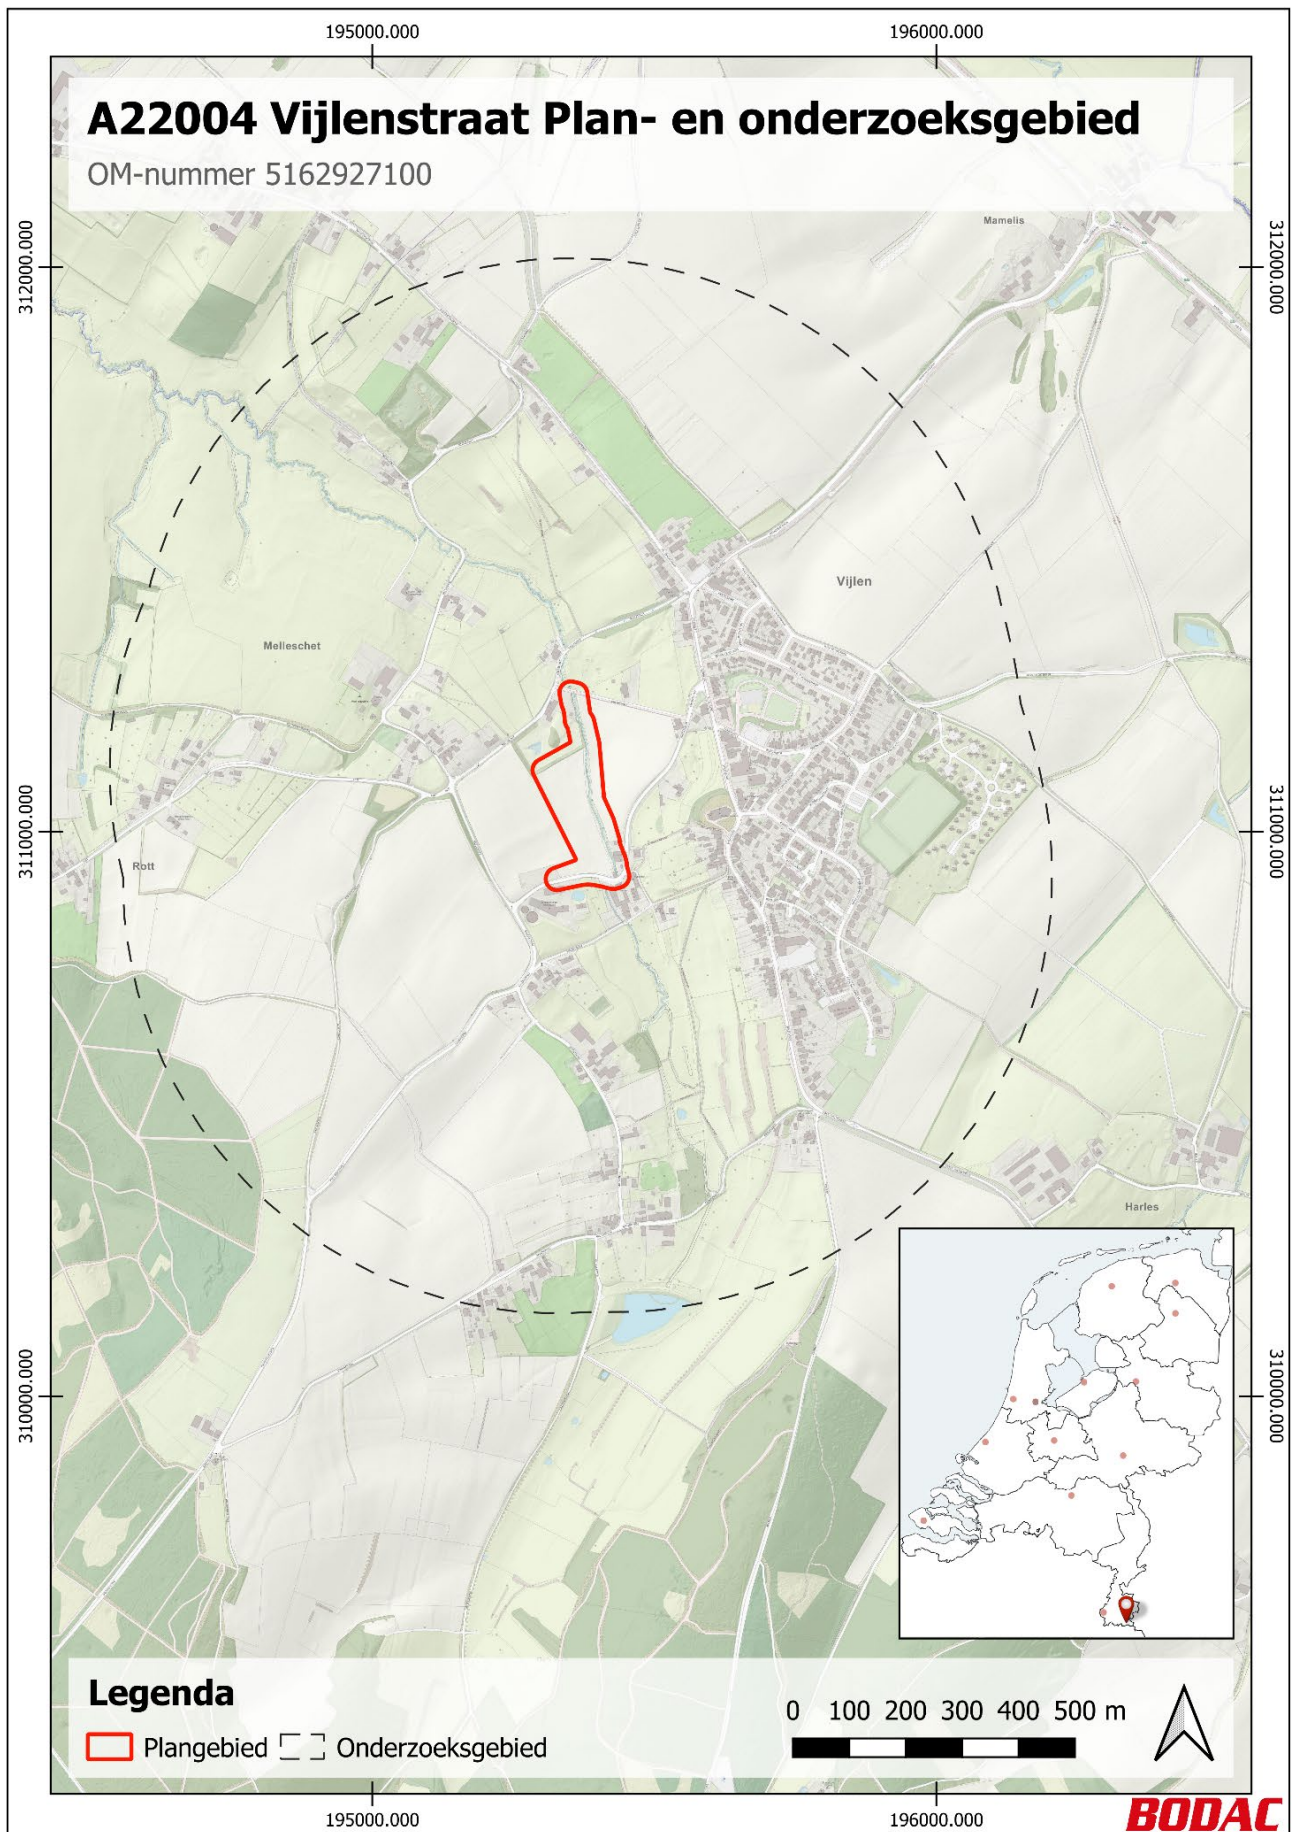 195000.000 196000.000
A22004 Vijlenstraat Plan- en onderzoeksgebied
OM-nummer 5162927100
Mamelis
312000.000 312000.000
Vijlen
Melleschet
311000.000 311000.000
Rott
Harles
310000.000 310000.000
Legenda
Plangebied Onderzoeksgebied
0 100 200 300 400 500 m
195000.000 196000.000
BODAC